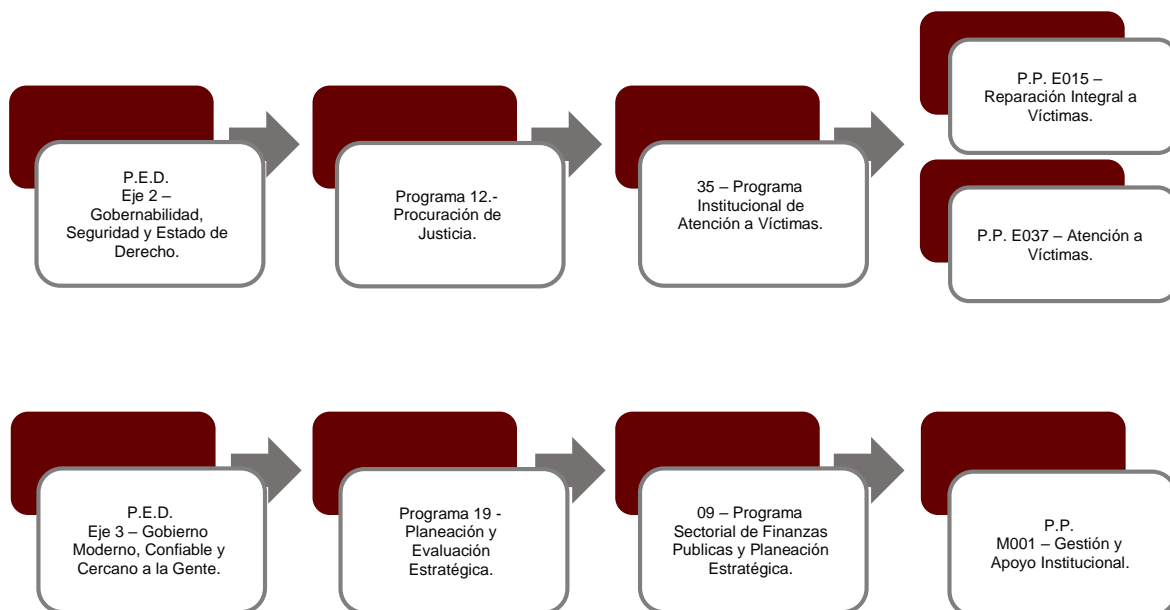 P.E.D.
Eje 2 –
Gobernabilidad,
Seguridad y Estado de
Derecho.
Programa 12.-
Procuración de
Justicia.
35 – Programa
Institucional de
Atención a Víctimas.
P.P. E015 –
Reparación Integral a
Víctimas.
P.P. E037 – Atención a
Víctimas.
P.E.D.
Eje 3 – Gobierno
Moderno, Confiable y
Cercano a la Gente.
Programa 19 -
Planeación y
Evaluación
Estratégica.
09 – Programa
Sectorial de Finanzas
Publicas y Planeación
Estratégica.
P.P.
M001 – Gestión y
Apoyo Institucional.